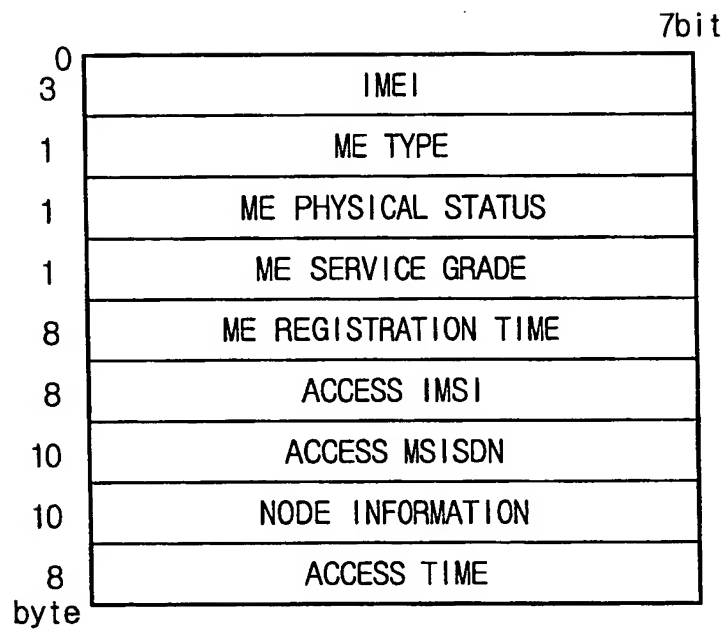 7bit
0
3 IMEI
1 ME TYPE
1 ME PHYSICAL STATUS
1 ME SERVICE GRADE
8 ME REGISTRATION TIME
8 ACCESS IMSI
10 ACCESS MSISDN
10 NODE INFORMATION
8 ACCESS TIME
byte